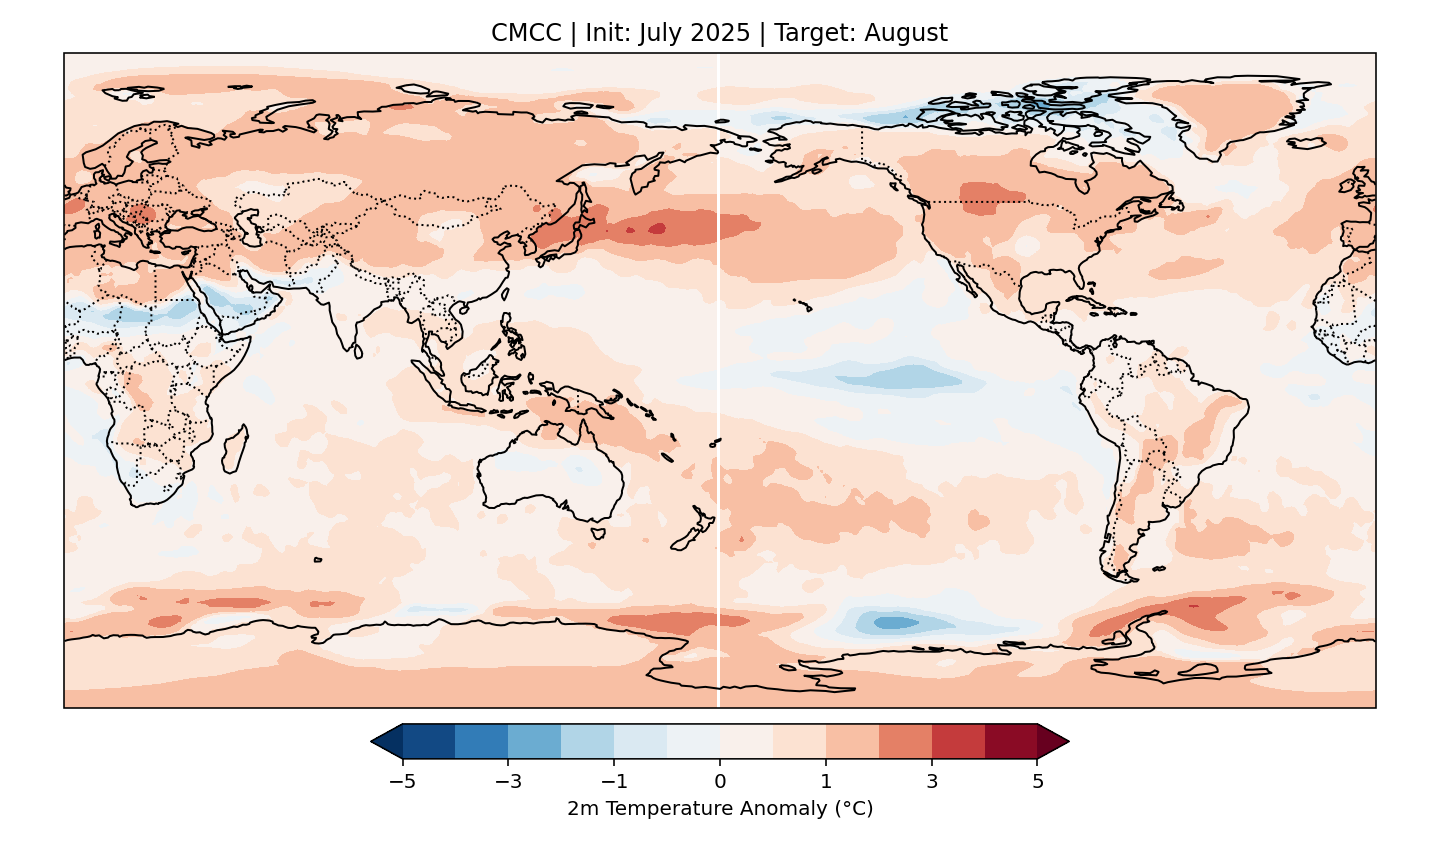 CMCC | Init: July 2025 | Target: August
−5 −3 −1 0 1 3 5
2m Temperature Anomaly (°C)